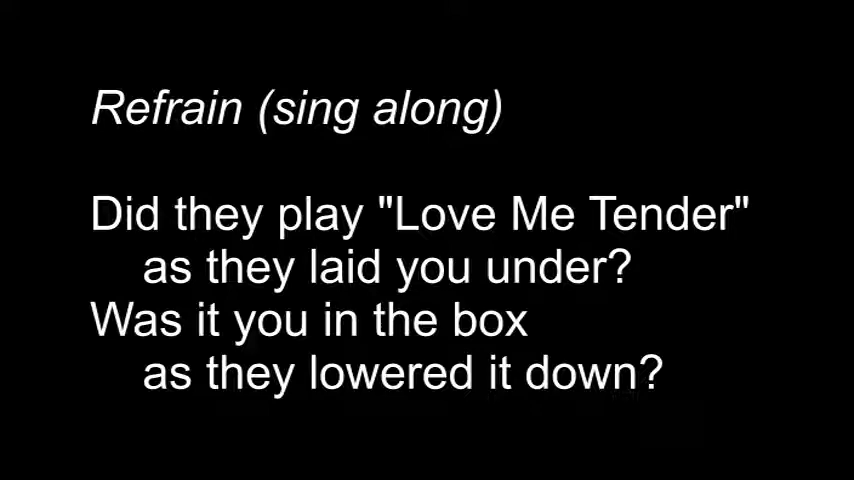 Refrain (sing along)
Did they play "Love Me Tender"
as they laid you under?
Was it you in the box
as they lowered it down?